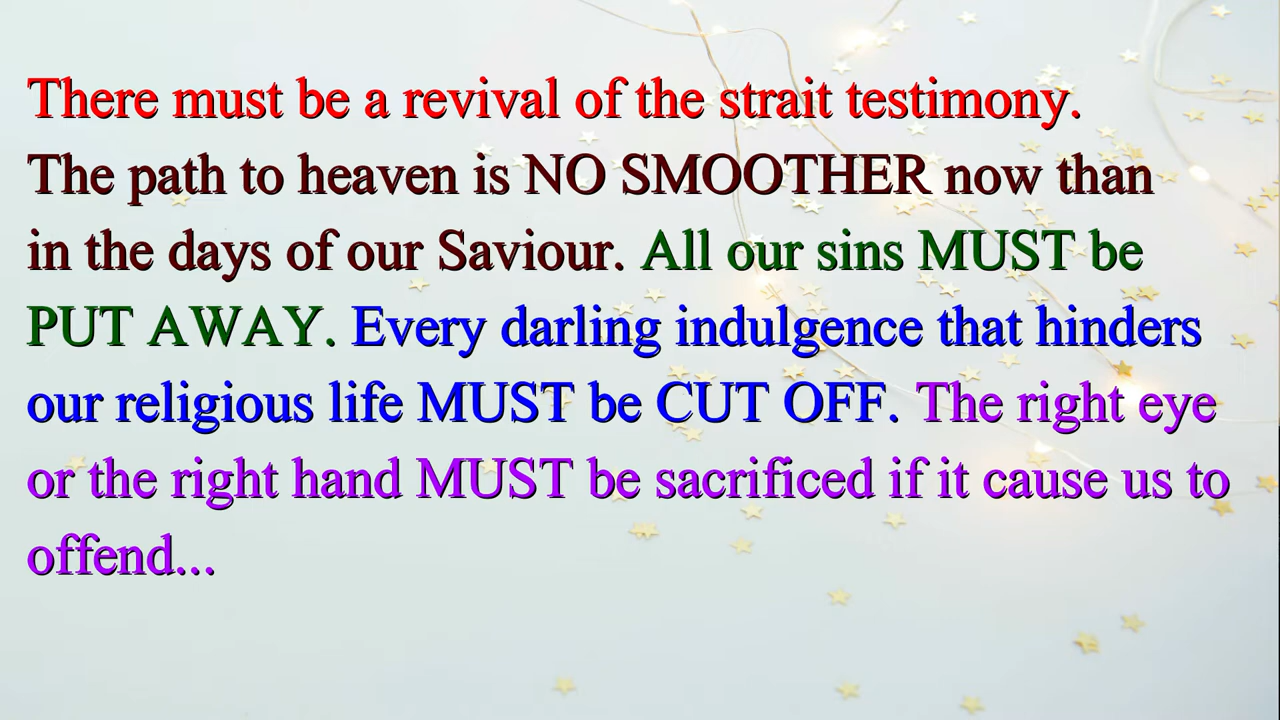 There must be a revival of the strait testimony.
The path to heaven is NO SMOOTHER now than
in the days of our Saviour. All our sins MUST be
PUT AWAY. Every darling indulgence that hinders
our religious life MUST be CUT OFF. The right eye
or the right hand MUST be sacrificed if it cause us to
offend...